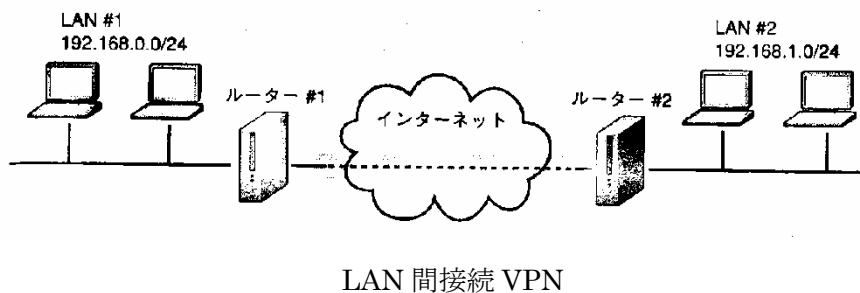 LAN #1
192.168.0.0/24
ルーター #1
インターネット
ルーター #2
LAN #2
192.168.1.0/24
LAN 間接続 VPN